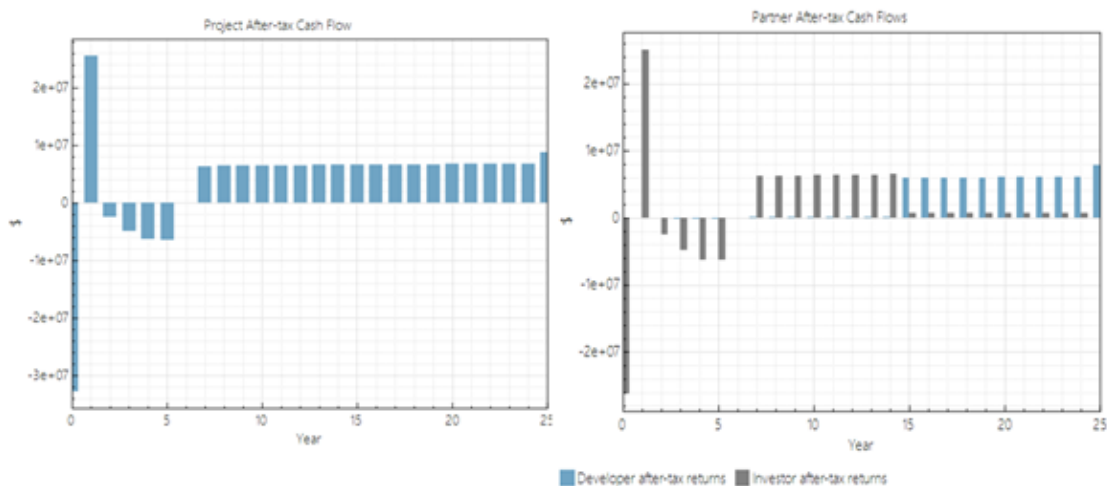 Project After-tax Cash Flow
2e+07
1e+07
0
-1e+07
-2e+07
-3e+07
$
0 5 10 15 20 25
Year
Partner After-tax Cash Flows
2e+07
1e+07
0
-1e+07
-2e+07
$
0 5 10 15 20 25
Year
Developer after-tax returns Investor after-tax returns